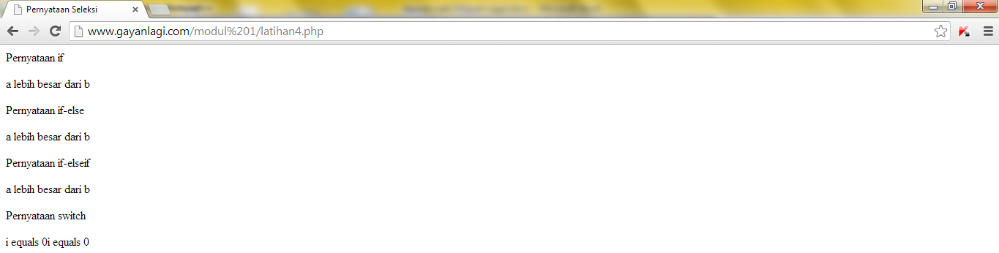 Pernyataan Seleksi
www.gayanlagi.com/modul%201/latihan4.php
Pernyataan if
a lebih besar dari b
Pernyataan if-else
a lebih besar dari b
Pernyataan if-elseif
a lebih besar dari b
Pernyataan switch
i equals 0i equals 0